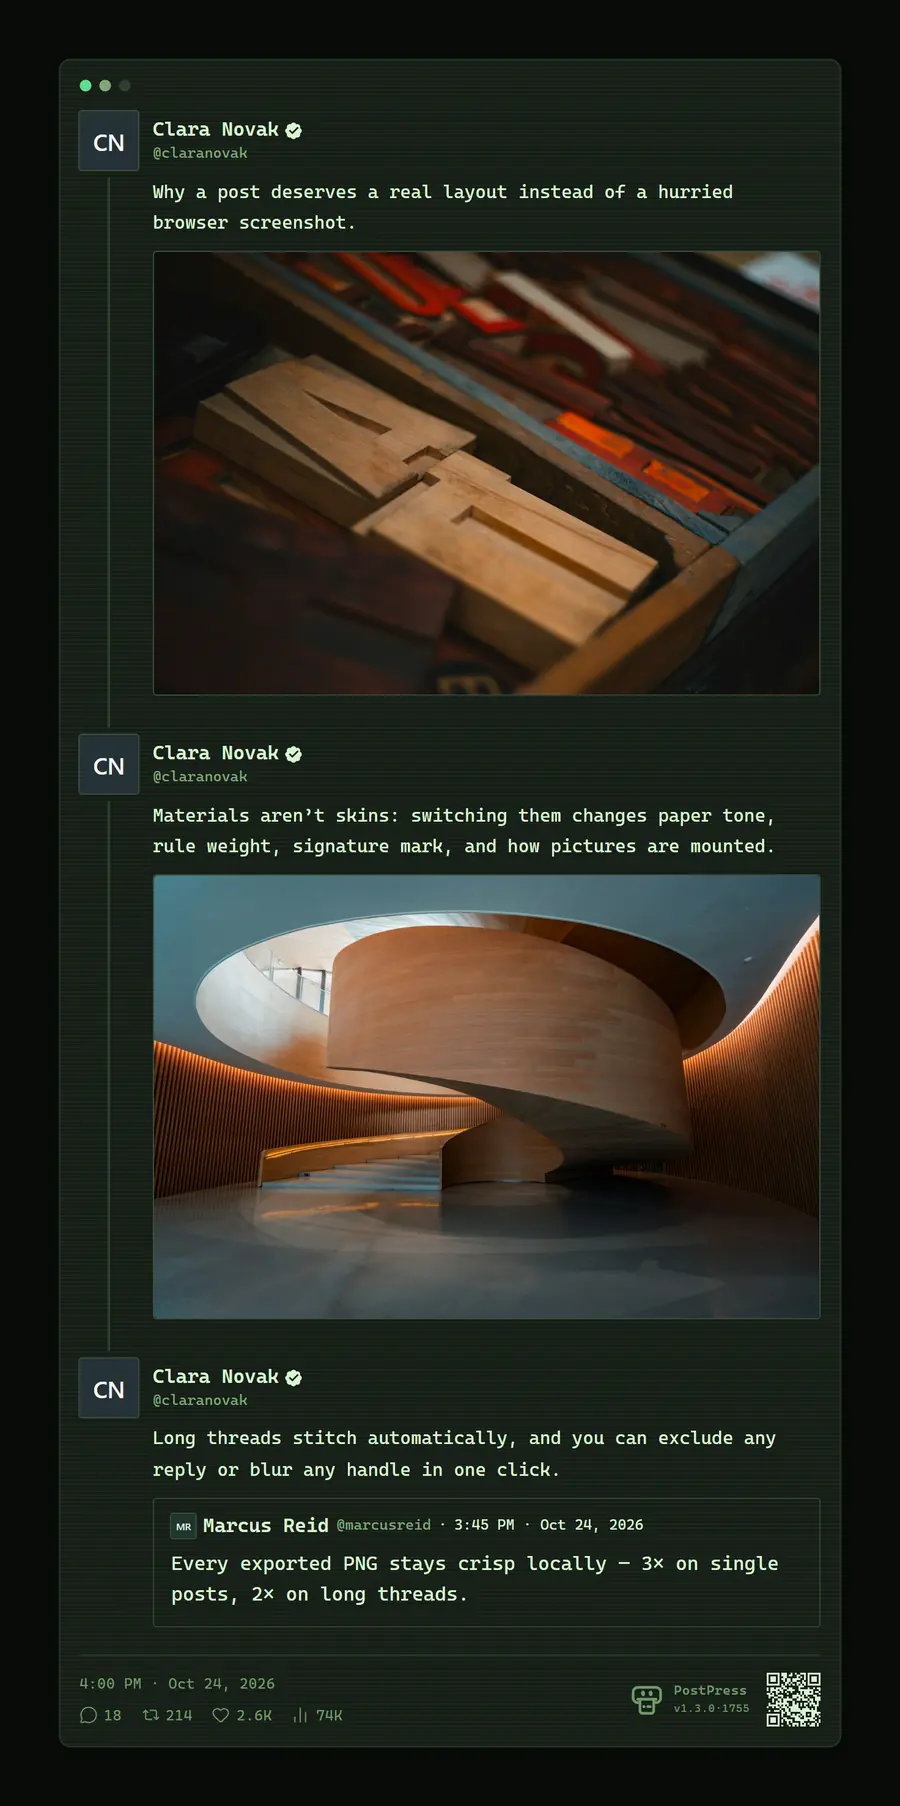 CN
Clara Novak
@claranovak
Why a post deserves a real layout instead of a hurried
browser screenshot.
CN
Clara Novak
@claranovak
Materials aren’t skins: switching them changes paper tone,
rule weight, signature mark, and how pictures are mounted.
CN
Clara Novak
@claranovak
Long threads stitch automatically, and you can exclude any
reply or blur any handle in one click.
MR Marcus Reid @marcusreid · 3:45 PM · Oct 24, 2026
Every exported PNG stays crisp locally — 3× on single
posts, 2× on long threads.
4:00 PM · Oct 24, 2026
18 214 2.6K 74K
PostPress
v1.3.0·1755